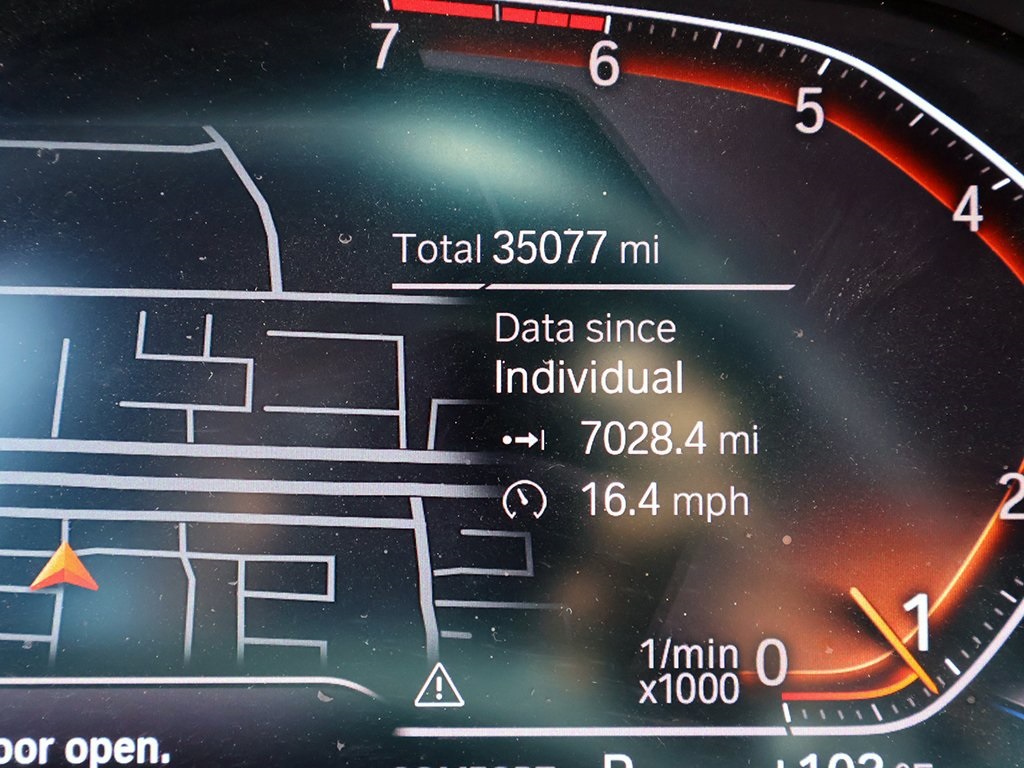 7
6
5
4
Total 35077 mi
Data since
Individual
7028.4 mi
2
16.4 mph
1
1/min
x1000
0
oor open.